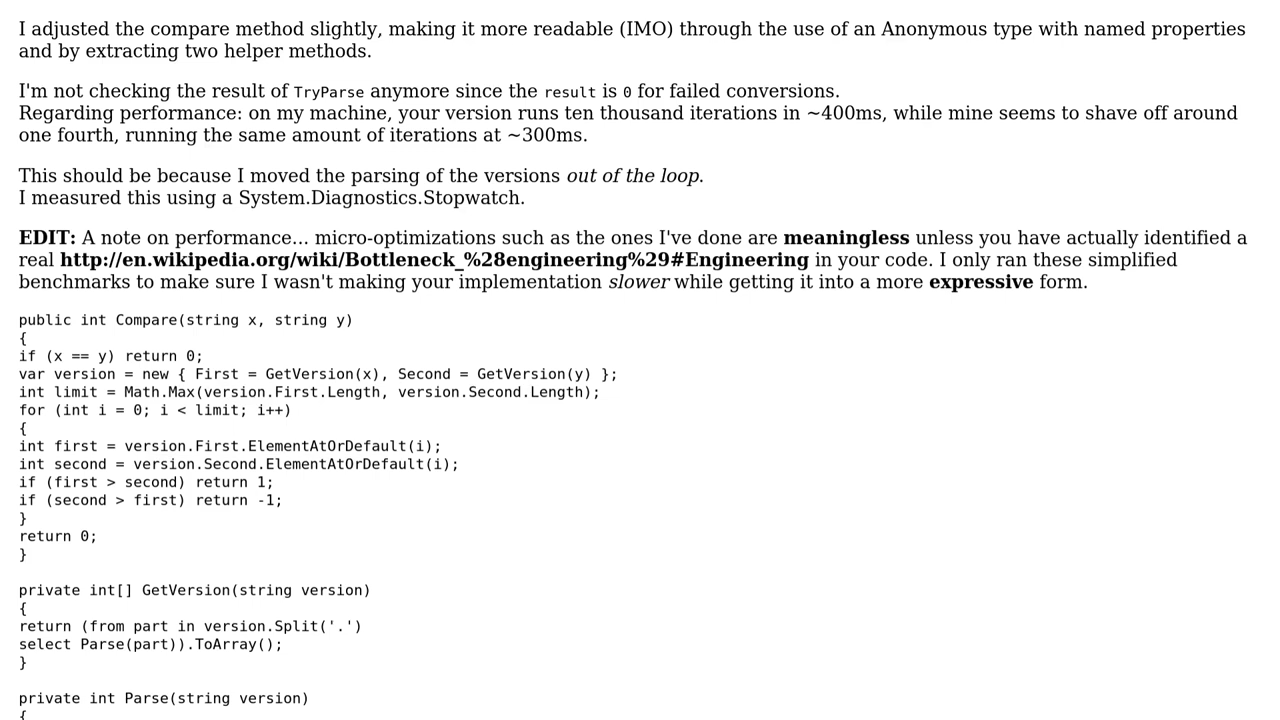 I adjusted the compare method slightly, making it more readable (IMO) through the use of an Anonymous type with named properties
and by extracting two helper methods.
I'm not checking the result of TryParse anymore since the result is 0 for failed conversions.
Regarding performance: on my machine, your version runs ten thousand iterations in ~400ms, while mine seems to shave off around
one fourth, running the same amount of iterations at ~300ms.
This should be because I moved the parsing of the versions out of the loop.
I measured this using a System.Diagnostics.Stopwatch.
EDIT: A note on performance... micro-optimizations such as the ones I've done are meaningless unless you have actually identified a
real http://en.wikipedia.org/wiki/Bottleneck_%28engineering%29#Engineering in your code. I only ran these simplified
benchmarks to make sure I wasn't making your implementation slower while getting it into a more expressive form.
public int Compare(string x, string y)
{
if (x == y) return 0;
var version = new { First = GetVersion(x), Second = GetVersion(y) };
int limit = Math.Max(version.First.Length, version.Second.Length);
for (int i = 0; i < limit; i++)
{
int first = version.First.ElementAtOrDefault(i);
int second = version.Second.ElementAtOrDefault(i);
if (first > second) return 1;
if (second > first) return -1;
}
return 0;
}
private int[] GetVersion(string version)
{
return (from part in version.Split('.')
select Parse(part)).ToArray();
}
private int Parse(string version)
{